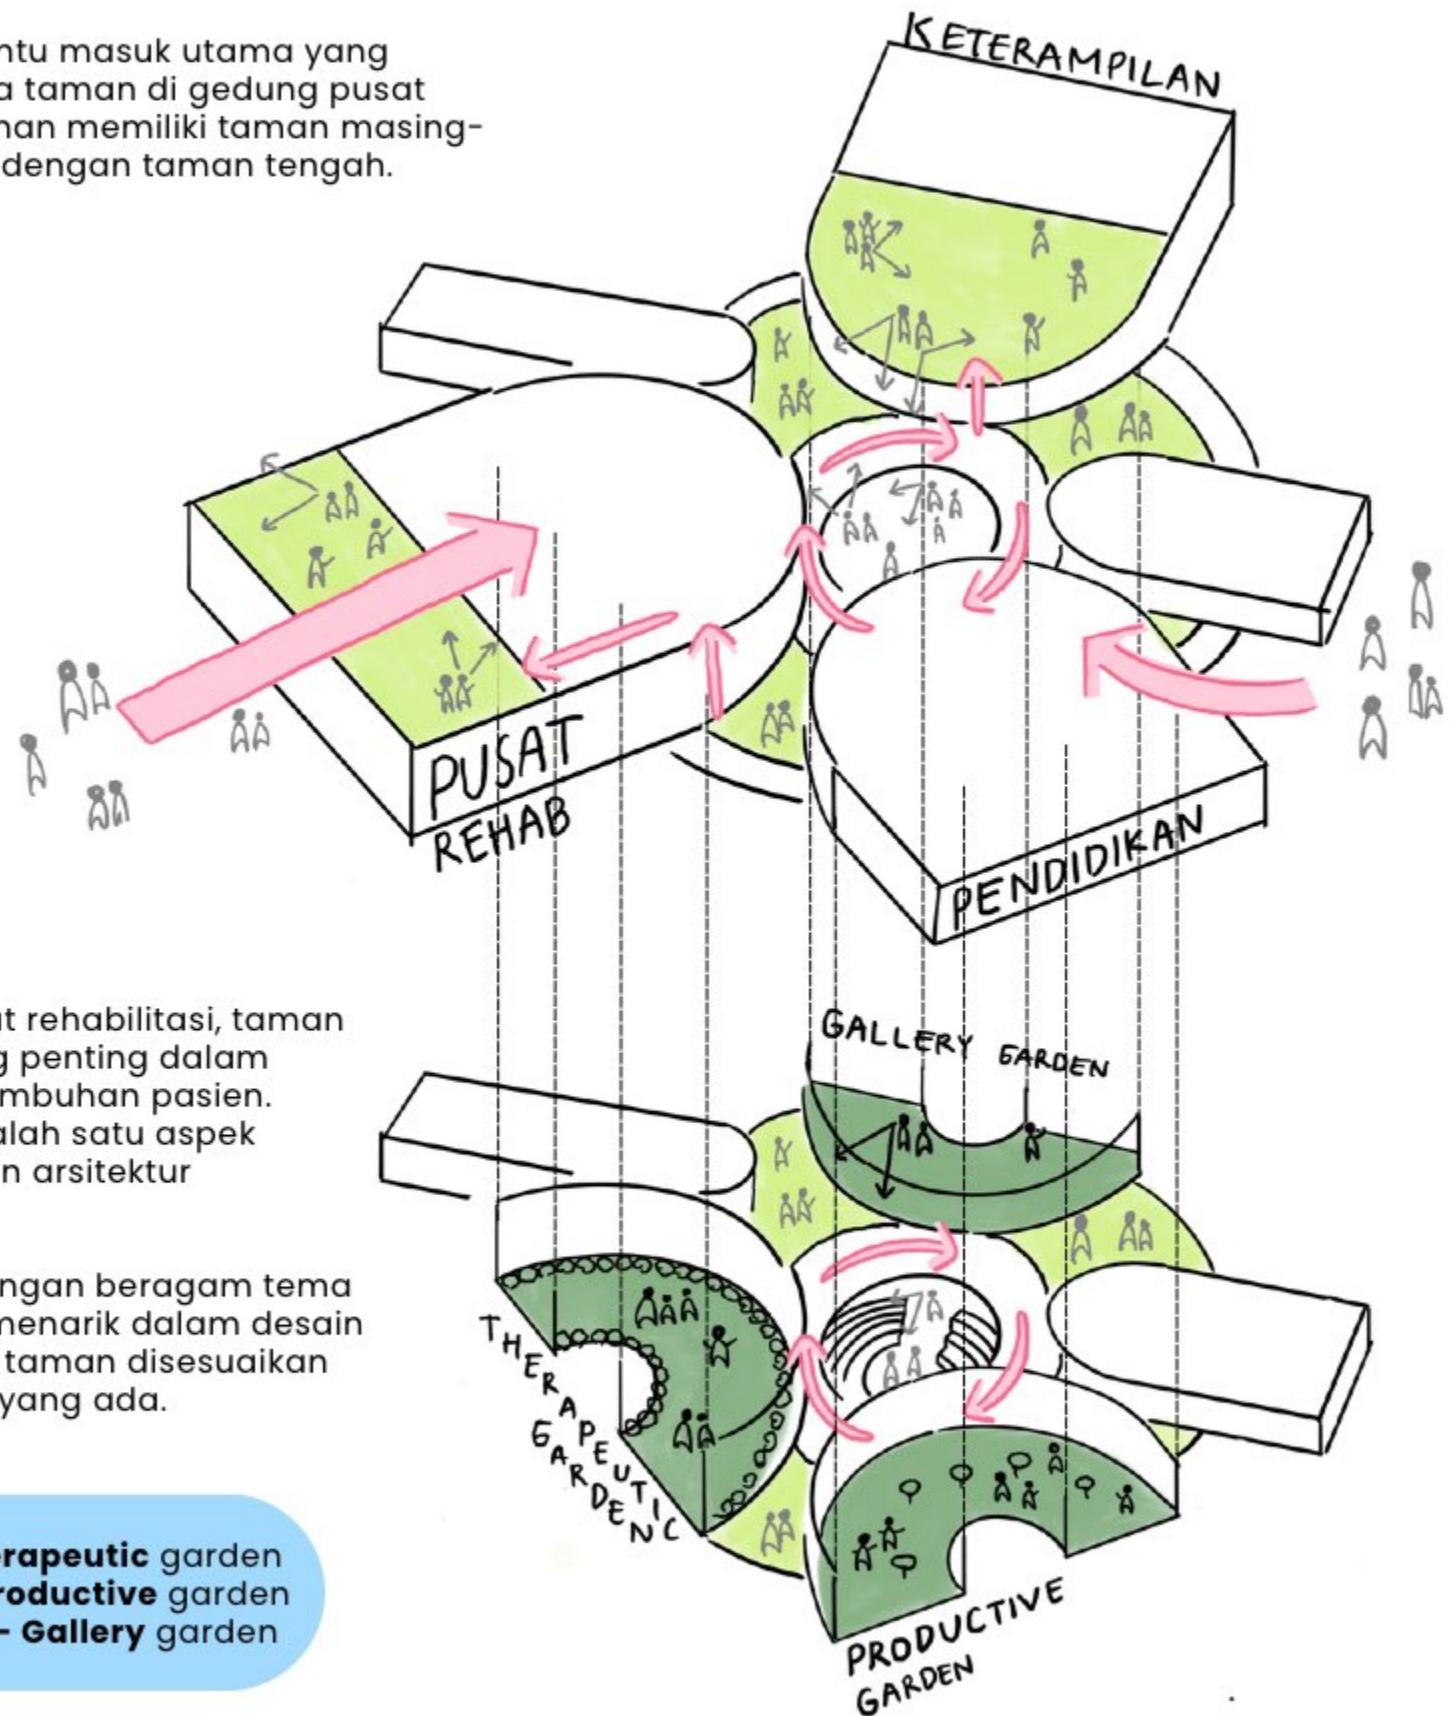 ntu masuk utama yang
a taman di gedung pusat
nan memiliki taman masing-
dengan taman tengah.
KETERAMPILAN
PUSAT
REHAB
PENDIDIKAN
at rehabilitasi, taman
g penting dalam
mbuhan pasien.
alah satu aspek
n arsitektur
ngan beragam tema
menarik dalam desain
taman disesuaikan
yang ada.
GALLERY GARDEN
THERAPEUTIC
GARDEN
PRODUCTIVE
GARDEN
erapeutic garden
roductive garden
- Gallery garden